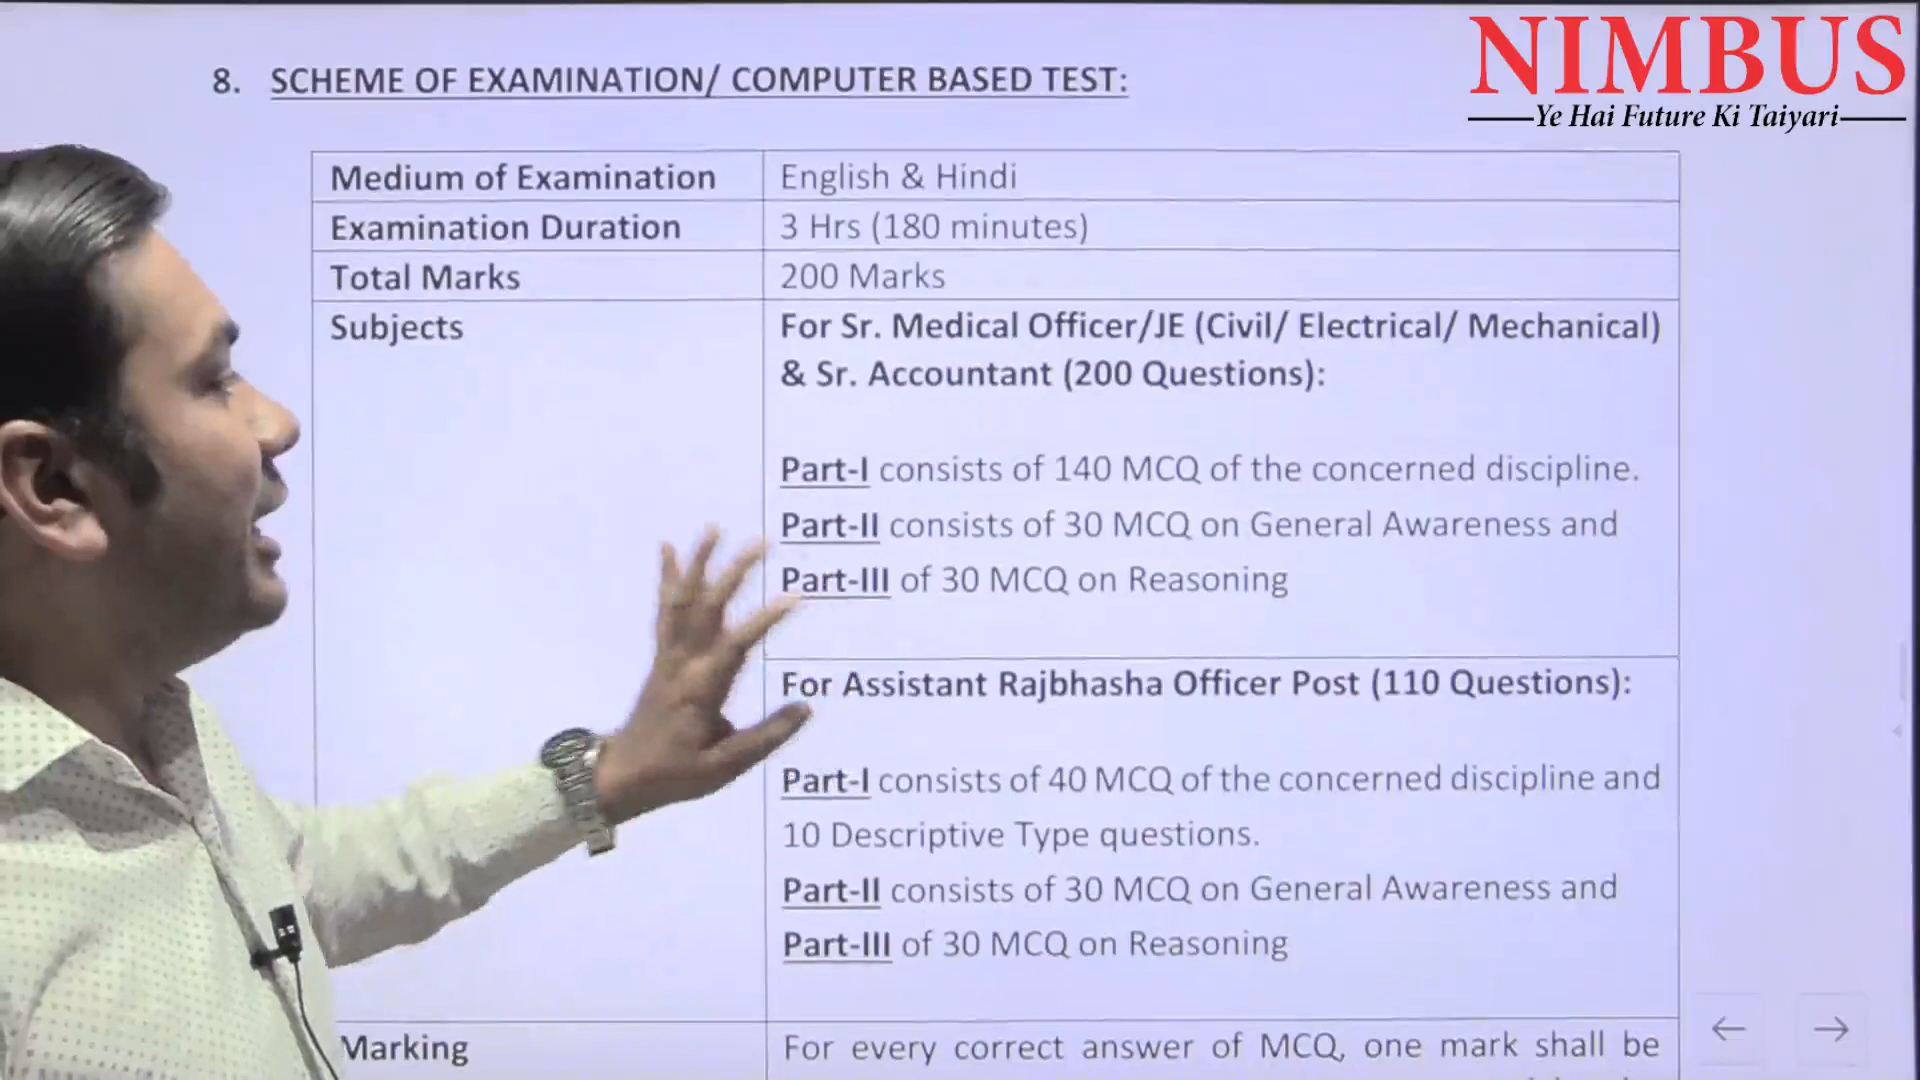 NIMBUS
Ye Hai Future Ki Taiyari
8. SCHEME OF EXAMINATION/ COMPUTER BASED TEST:
Medium of Examination English & Hindi
Examination Duration 3 Hrs (180 minutes)
Total Marks 200 Marks
Subjects For Sr. Medical Officer/JE (Civil/ Electrical/ Mechanical)
& Sr. Accountant (200 Questions):
Part-I consists of 140 MCQ of the concerned discipline.
Part-II consists of 30 MCQ on General Awareness and
Part-III of 30 MCQ on Reasoning
For Assistant Rajbhasha Officer Post (110 Questions):
Part-I consists of 40 MCQ of the concerned discipline and
10 Descriptive Type questions.
Part-II consists of 30 MCQ on General Awareness and
Part-III of 30 MCQ on Reasoning
Marking For every correct answer of MCQ, one mark shall be